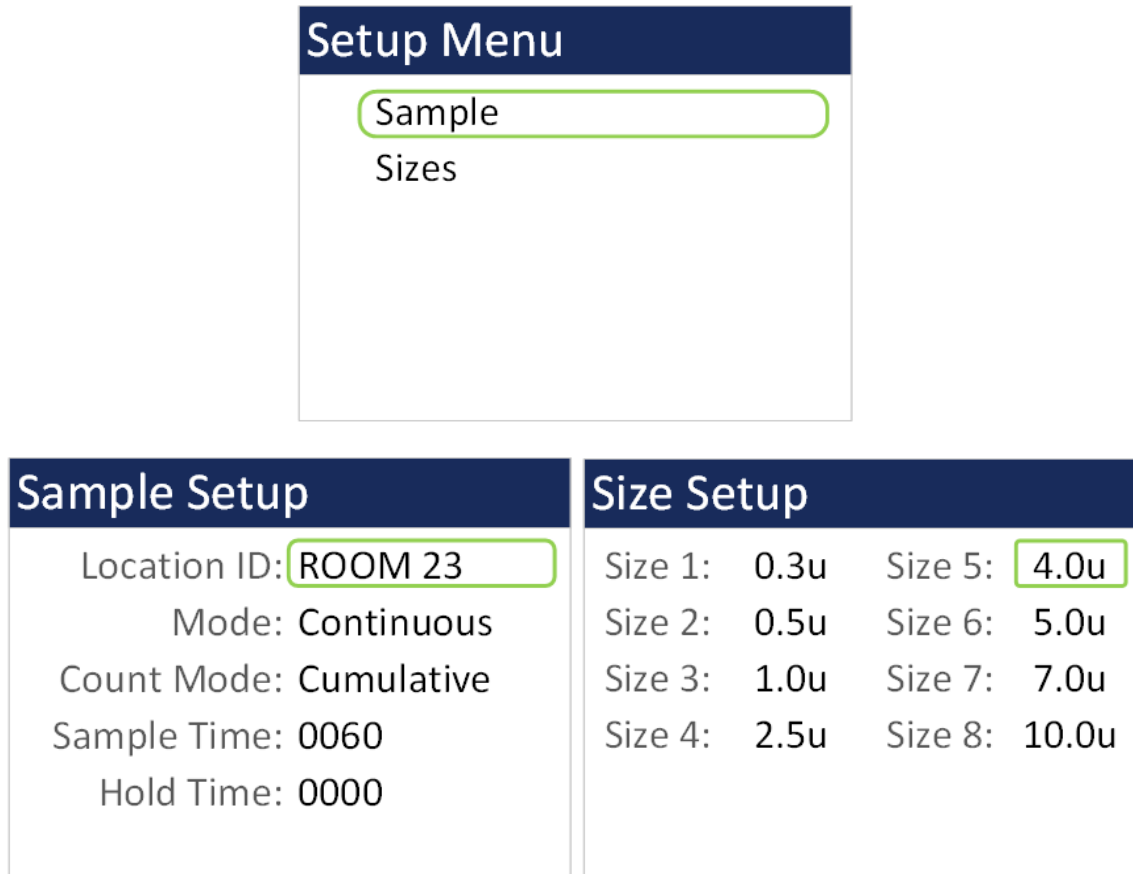 Setup Menu
Sample
Sizes
Sample Setup
Location ID: ROOM 23
Mode: Continuous
Count Mode: Cumulative
Sample Time: 0060
Hold Time: 0000
Size Setup
Size 1: 0.3u Size 5: 4.0u
Size 2: 0.5u Size 6: 5.0u
Size 3: 1.0u Size 7: 7.0u
Size 4: 2.5u Size 8: 10.0u